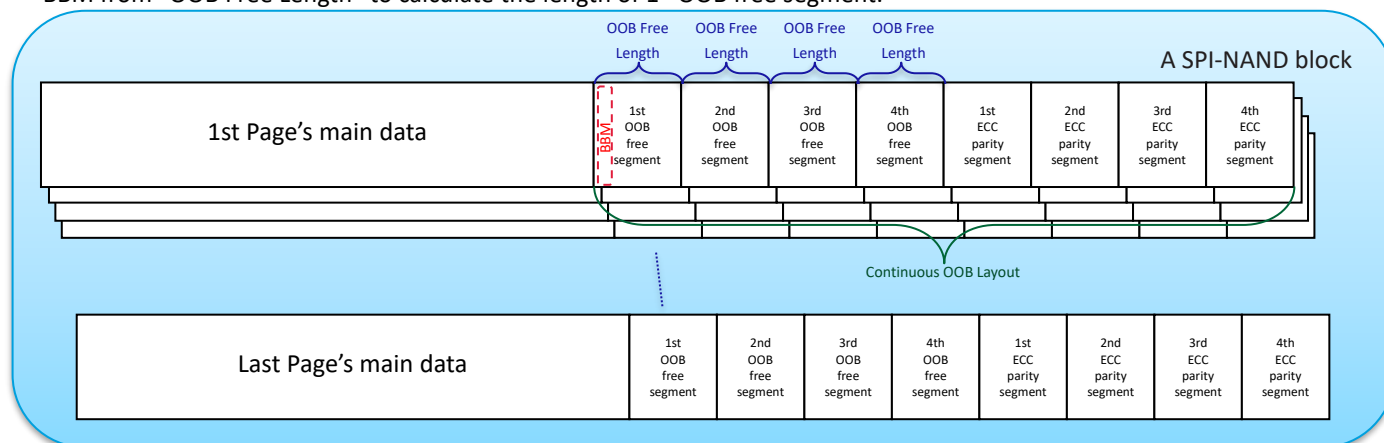 BBM from "OOB Free Length" to calculate the length of 1st OOB free segment.
OOB Free Length
OOB Free Length
OOB Free Length
OOB Free Length
A SPI-NAND block
1st Page's main data
BBM
1st OOB free segment
2nd OOB free segment
3rd OOB free segment
4th OOB free segment
1st ECC parity segment
2nd ECC parity segment
3rd ECC parity segment
4th ECC parity segment
Continuous OOB Layout
Last Page's main data
1st OOB free segment
2nd OOB free segment
3rd OOB free segment
4th OOB free segment
1st ECC parity segment
2nd ECC parity segment
3rd ECC parity segment
4th ECC parity segment